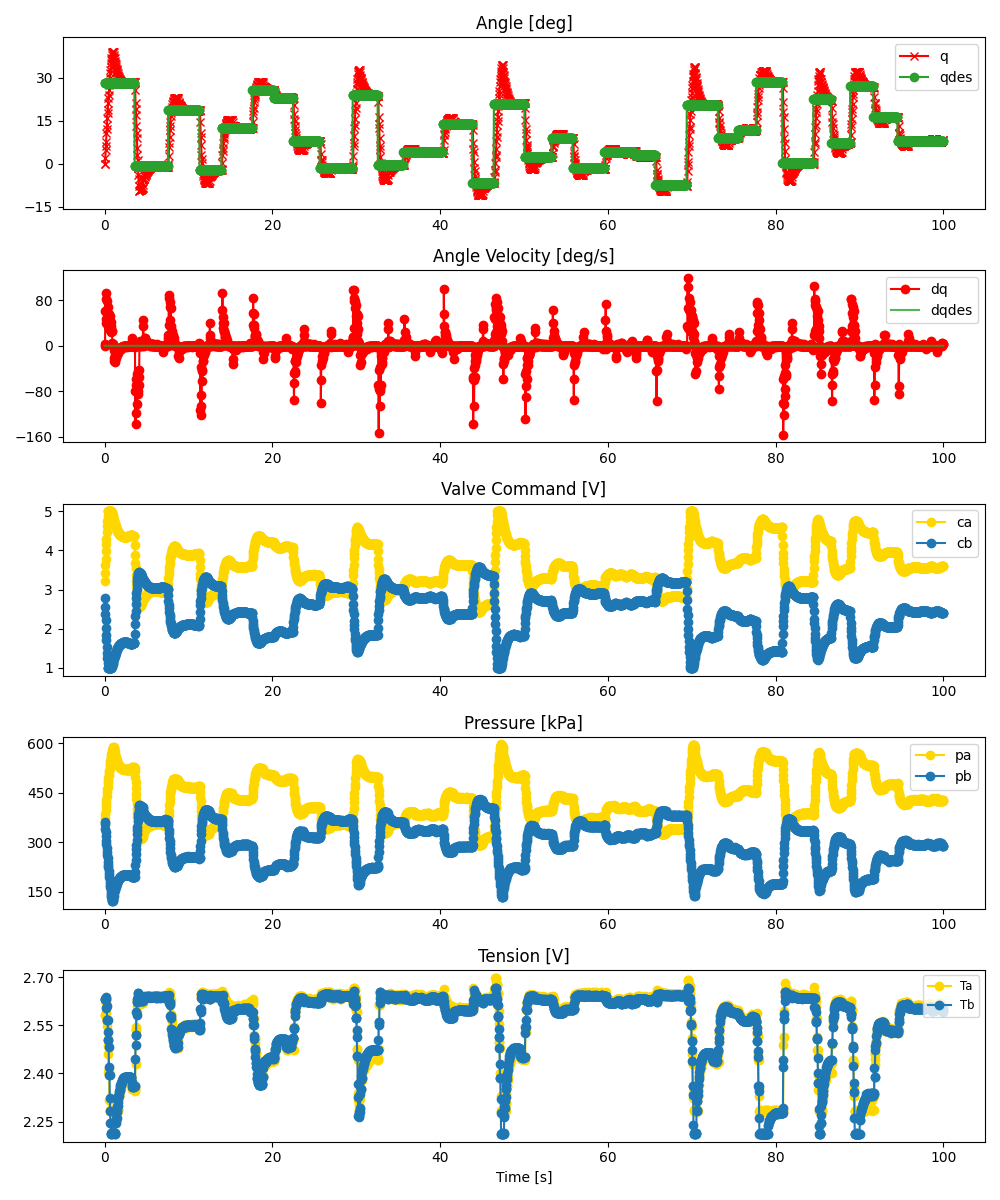 Angle [deg]
30
15
0
−15
q
qdes
0 20 40 60 80 100
Angle Velocity [deg/s]
80
0
−80
−160
dq
dqdes
0 20 40 60 80 100
Valve Command [V]
5
4
3
2
1
ca
cb
0 20 40 60 80 100
Pressure [kPa]
600
450
300
150
pa
pb
0 20 40 60 80 100
Tension [V]
2.70
2.55
2.40
2.25
Ta
Tb
0 20 40 60 80 100
Time [s]